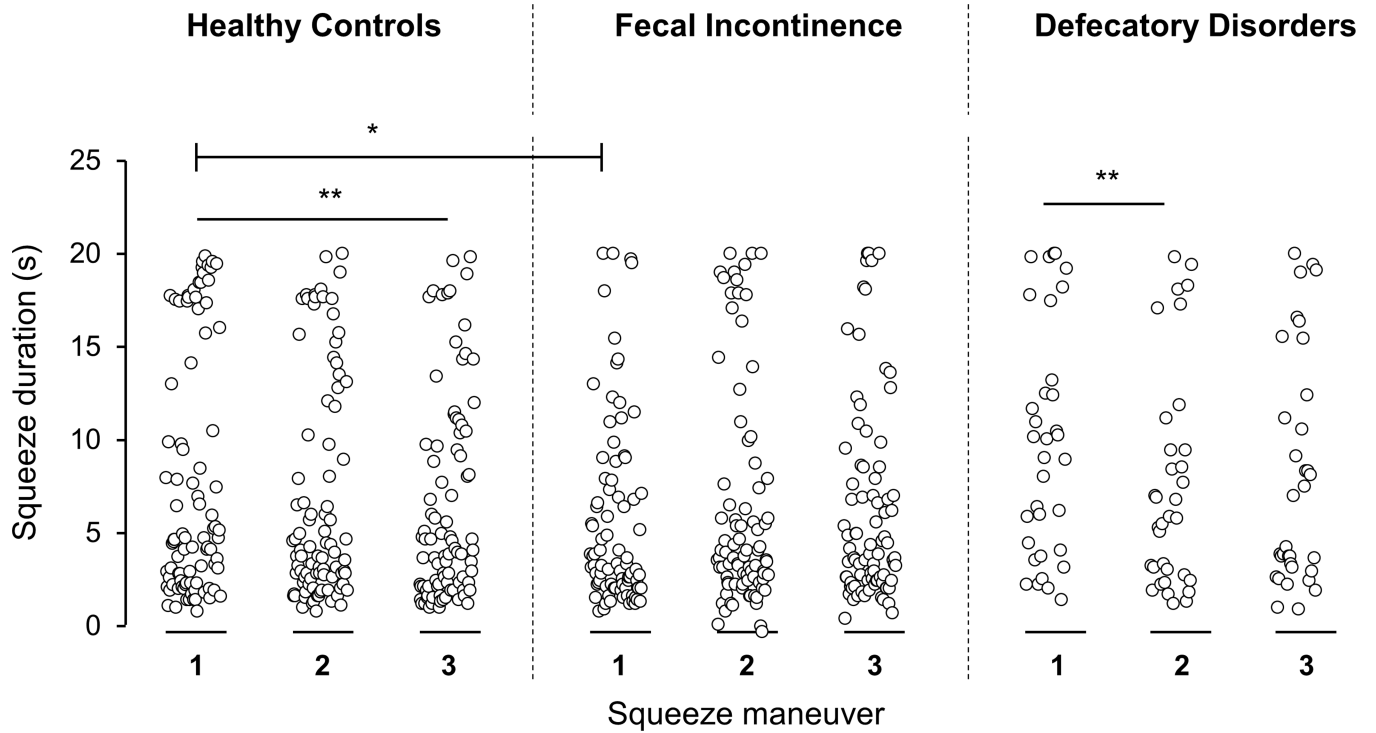 Healthy Controls Fecal Incontinence Defecatory Disorders
*
25
**
**
20
15
10
5
0
Squeeze duration (s)
1 2 3 1 2 3 1 2 3
Squeeze maneuver